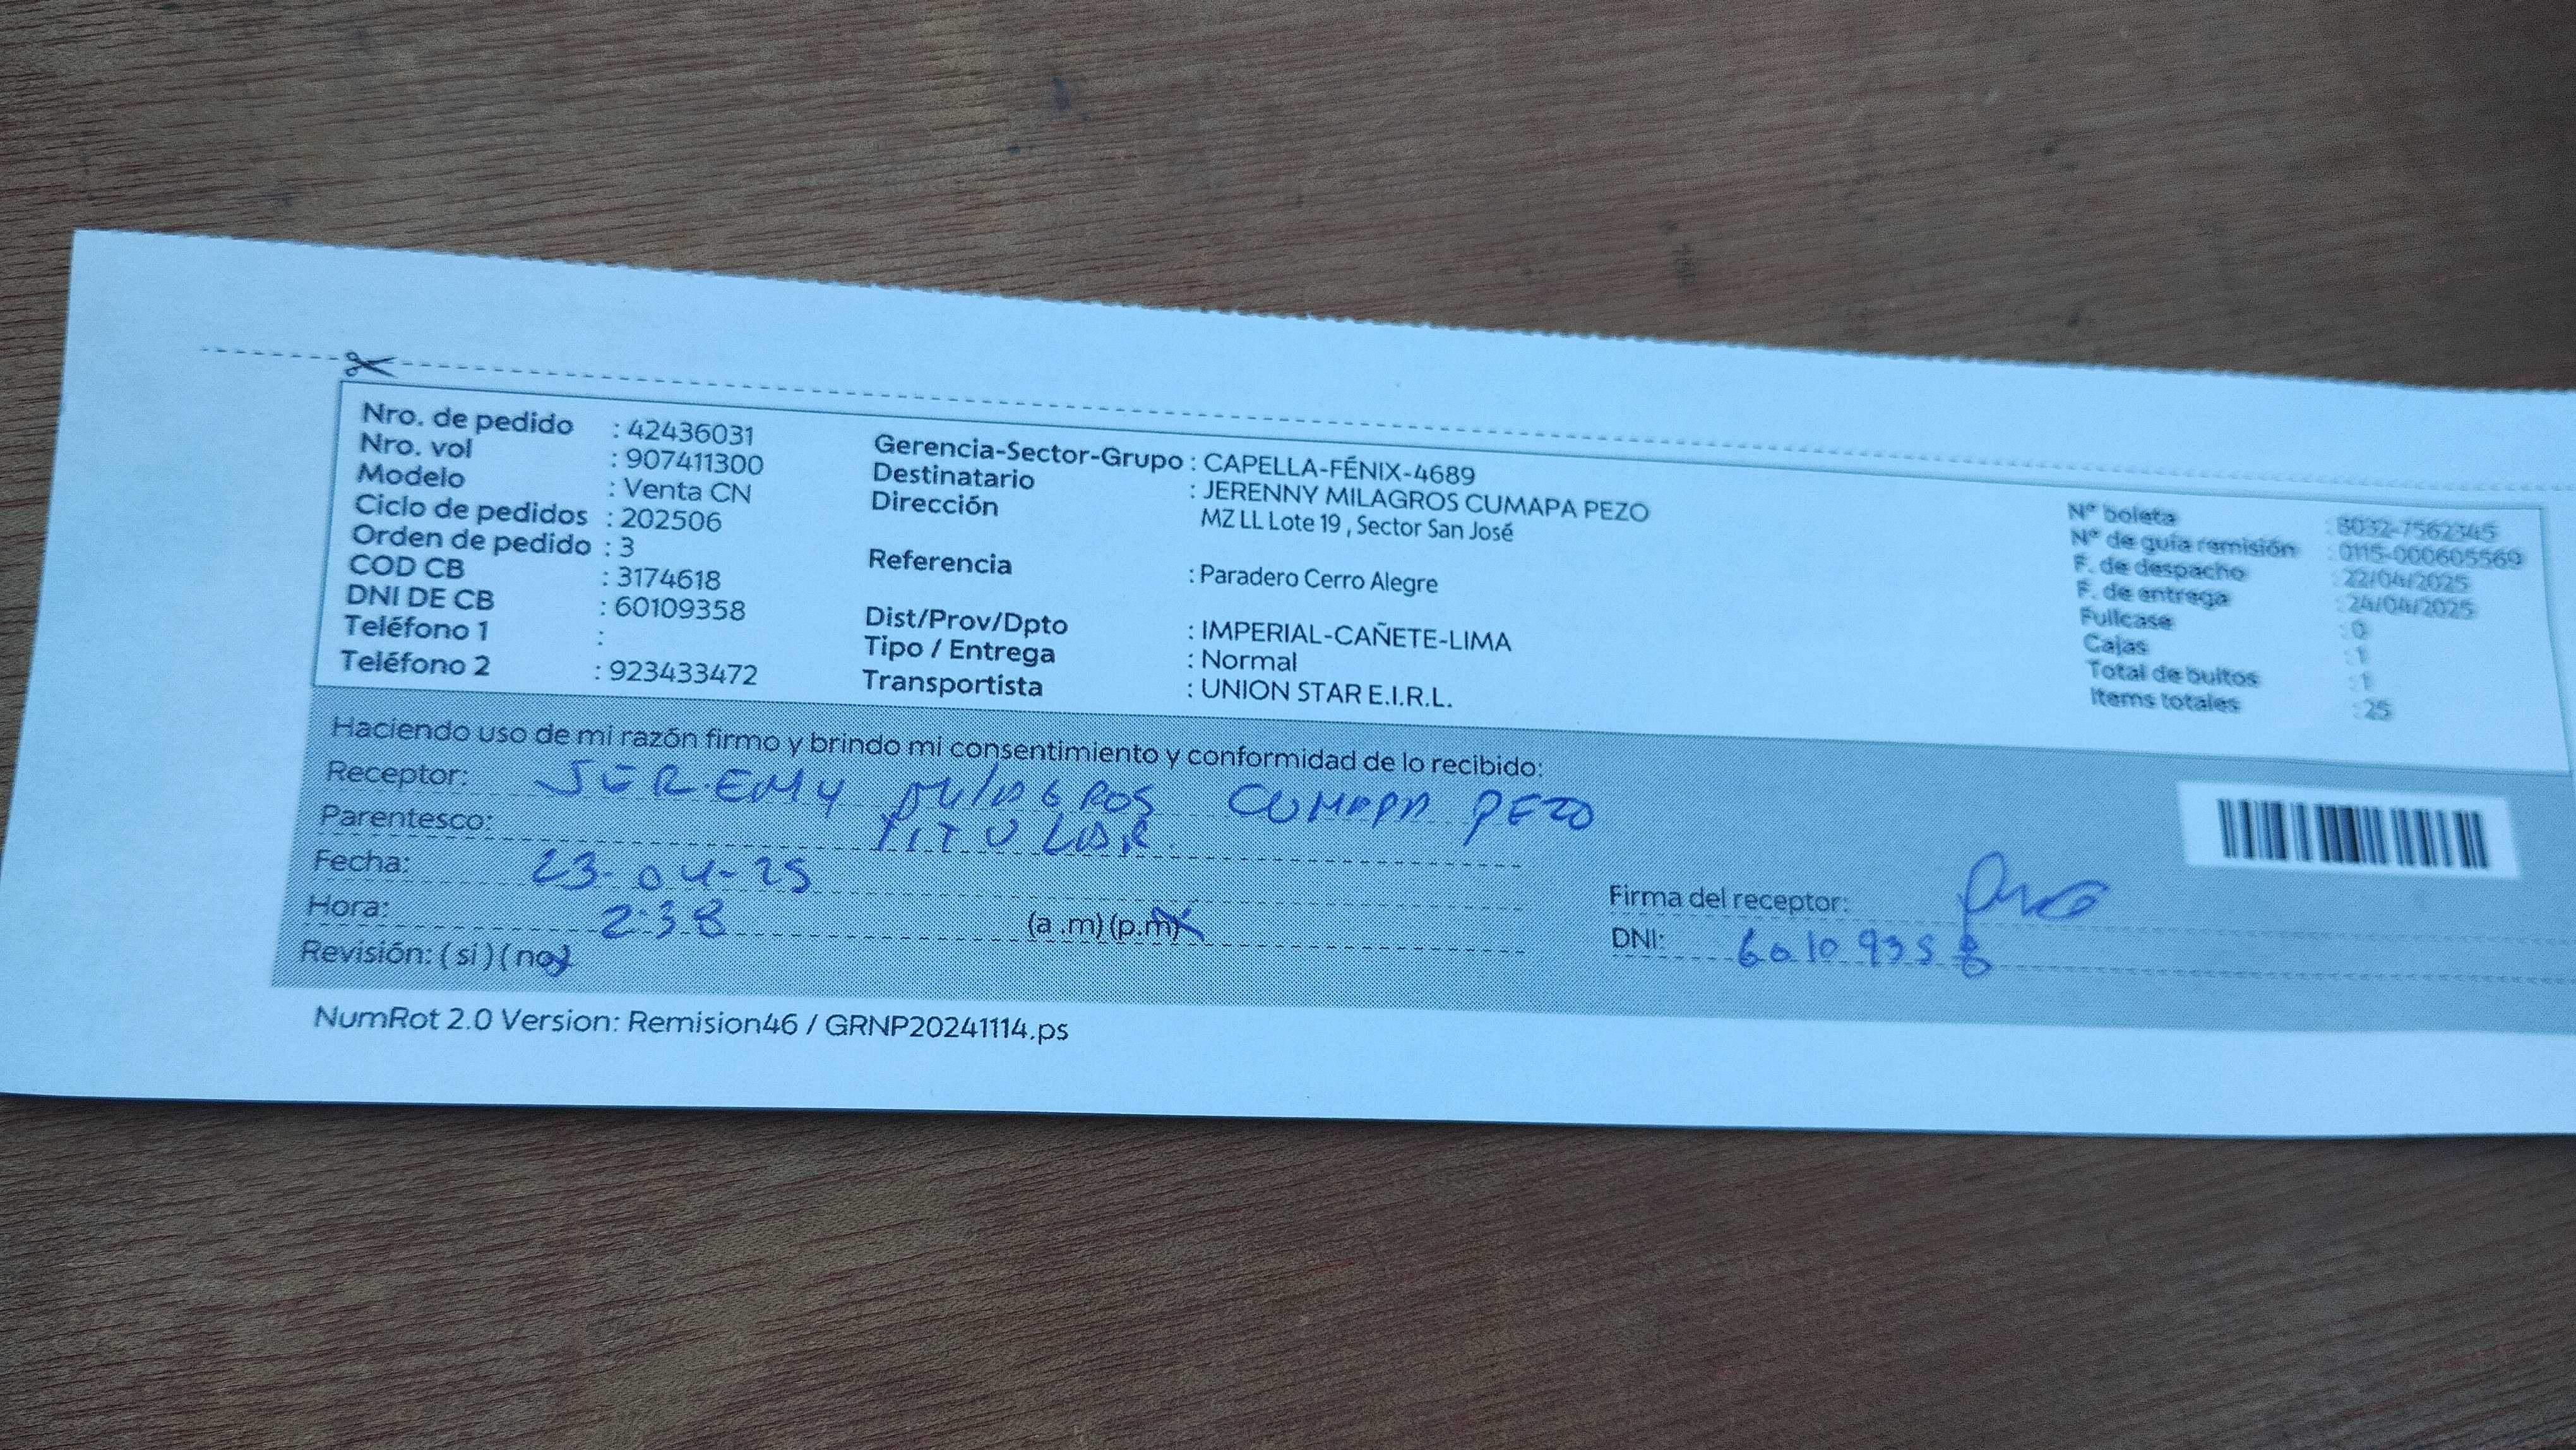 Nro. de pedido : 42436031
Nro. vol : 907411300
Modelo : Venta CN
Ciclo de pedidos : 202506
Orden de pedido : 3
COD CB : 3174618
DNI DE CB : 60109358
Teléfono 1 :
Teléfono 2 : 923433472
Gerencia-Sector-Grupo : CAPELLA-FÉNIX-4689
Destinatario : JERENNY MILAGROS CUMAPA PEZO
Dirección MZ LL Lote 19 , Sector San José
Referencia : Paradero Cerro Alegre
Dist/Prov/Dpto : IMPERIAL-CAÑETE-LIMA
Tipo / Entrega : Normal
Transportista : UNION STAR E.I.R.L.
N° boleta : B032-7562345
N° de guía remisión : 0115-000605569
F. de despacho : 22/04/2025
F. de entrega : 24/04/2025
Fullcase : 0
Cajas : 1
Total de bultos : 1
Items totales : 25
Haciendo uso de mi razón firmo y brindo mi consentimiento y conformidad de lo recibido:
Receptor: JEREMY CUMAPA PEZO
Parentesco: TITULAR
Fecha: 23-04-25
Hora: 2:38 (a .m) (p.m)
Revisión: ( si ) ( no )
Firma del receptor:
DNI: 60109358
NumRot 2.0 Version: Remision46 / GRNP20241114.ps